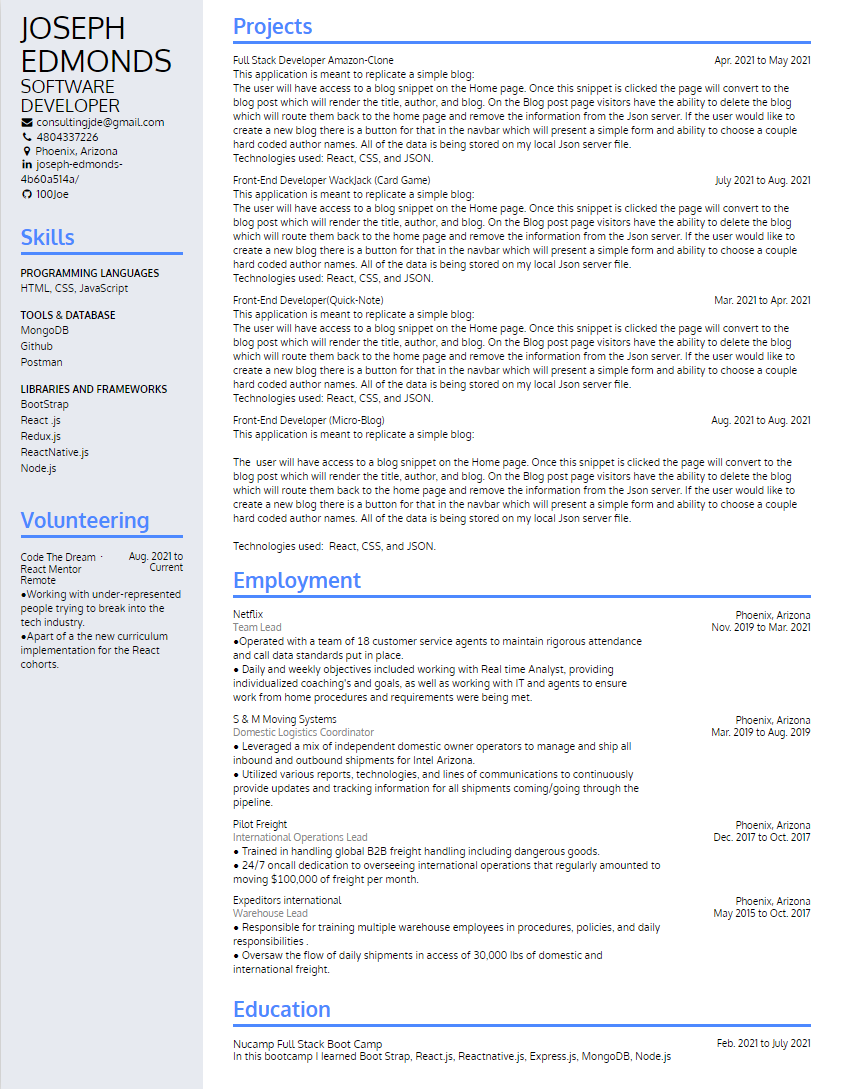 JOSEPH
EDMONDS
SOFTWARE
DEVELOPER
consultingjde@gmail.com
4804337226
Phoenix, Arizona
in joseph-edmonds-
4b60a514a/
100Joe
Skills
PROGRAMMING LANGUAGES
HTML, CSS, JavaScript
TOOLS & DATABASE
MongoDB
Github
Postman
LIBRARIES AND FRAMEWORKS
BootStrap
React .js
Redux.js
ReactNative.js
Node.js
Volunteering
Code The Dream · Aug. 2021 to
React Mentor Current
Remote
●Working with under-represented
people trying to break into the
tech industry.
●Apart of a the new curriculum
implementation for the React
cohorts.
Projects
Full Stack Developer Amazon-Clone Apr. 2021 to May 2021
This application is meant to replicate a simple blog:
The user will have access to a blog snippet on the Home page. Once this snippet is clicked the page will convert to the
blog post which will render the title, author, and blog. On the Blog post page visitors have the ability to delete the blog
which will route them back to the home page and remove the information from the Json server. If the user would like to
create a new blog there is a button for that in the navbar which will present a simple form and ability to choose a couple
hard coded author names. All of the data is being stored on my local Json server file.
Technologies used: React, CSS, and JSON.
Front-End Developer WackJack (Card Game) July 2021 to Aug. 2021
This application is meant to replicate a simple blog:
The user will have access to a blog snippet on the Home page. Once this snippet is clicked the page will convert to the
blog post which will render the title, author, and blog. On the Blog post page visitors have the ability to delete the blog
which will route them back to the home page and remove the information from the Json server. If the user would like to
create a new blog there is a button for that in the navbar which will present a simple form and ability to choose a couple
hard coded author names. All of the data is being stored on my local Json server file.
Technologies used: React, CSS, and JSON.
Front-End Developer(Quick-Note) Mar. 2021 to Apr. 2021
This application is meant to replicate a simple blog:
The user will have access to a blog snippet on the Home page. Once this snippet is clicked the page will convert to the
blog post which will render the title, author, and blog. On the Blog post page visitors have the ability to delete the blog
which will route them back to the home page and remove the information from the Json server. If the user would like to
create a new blog there is a button for that in the navbar which will present a simple form and ability to choose a couple
hard coded author names. All of the data is being stored on my local Json server file.
Technologies used: React, CSS, and JSON.
Front-End Developer (Micro-Blog) Aug. 2021 to Aug. 2021
This application is meant to replicate a simple blog:
The user will have access to a blog snippet on the Home page. Once this snippet is clicked the page will convert to the
blog post which will render the title, author, and blog. On the Blog post page visitors have the ability to delete the blog
which will route them back to the home page and remove the information from the Json server. If the user would like to
create a new blog there is a button for that in the navbar which will present a simple form and ability to choose a couple
hard coded author names. All of the data is being stored on my local Json server file.
Technologies used: React, CSS, and JSON.
Employment
Netflix Phoenix, Arizona
Team Lead Nov. 2019 to Mar. 2021
●Operated with a team of 18 customer service agents to maintain rigorous attendance
and call data standards put in place.
● Daily and weekly objectives included working with Real time Analyst, providing
individualized coaching's and goals, as well as working with IT and agents to ensure
work from home procedures and requirements were being met.
S & M Moving Systems Phoenix, Arizona
Domestic Logistics Coordinator Mar. 2019 to Aug. 2019
● Leveraged a mix of independent domestic owner operators to manage and ship all
inbound and outbound shipments for Intel Arizona.
● Utilized various reports, technologies, and lines of communications to continuously
provide updates and tracking information for all shipments coming/going through the
pipeline.
Pilot Freight Phoenix, Arizona
International Operations Lead Dec. 2017 to Oct. 2017
● Trained in handling global B2B freight handling including dangerous goods.
● 24/7 oncall dedication to overseeing international operations that regularly amounted to
moving $100,000 of freight per month.
Expeditors international Phoenix, Arizona
Warehouse Lead May 2015 to Oct. 2017
● Responsible for training multiple warehouse employees in procedures, policies, and daily
responsibilities .
● Oversaw the flow of daily shipments in access of 30,000 lbs of domestic and
international freight.
Education
Nucamp Full Stack Boot Camp Feb. 2021 to July 2021
In this bootcamp I learned Boot Strap, React.js, Reactnative.js, Express.js, MongoDB, Node.js